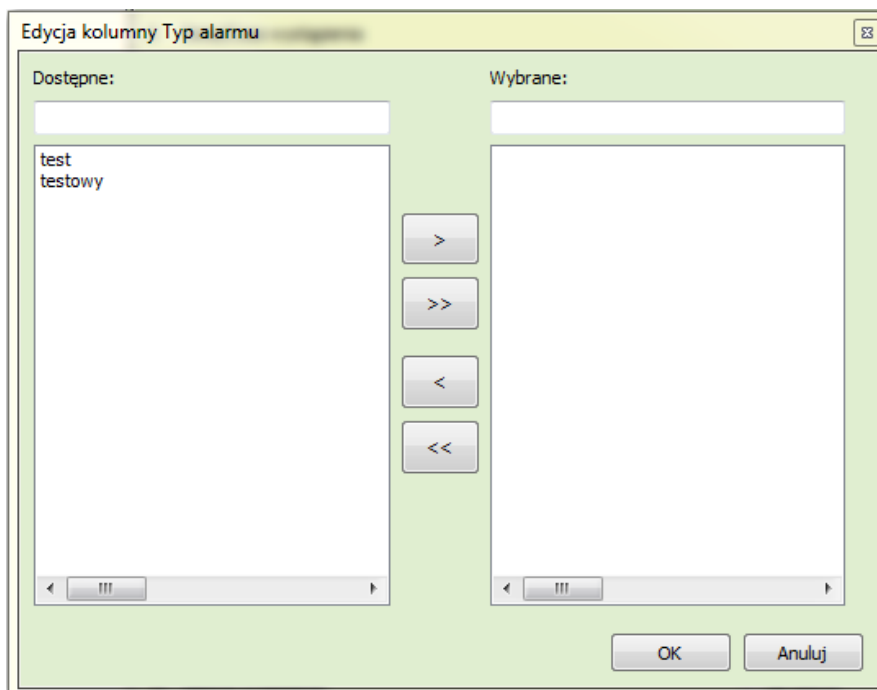 Edycja kolumny Typ alarmu
Dostępne:
Wybrane:
test
testowy
>
>>
<
<<
OK
Anuluj